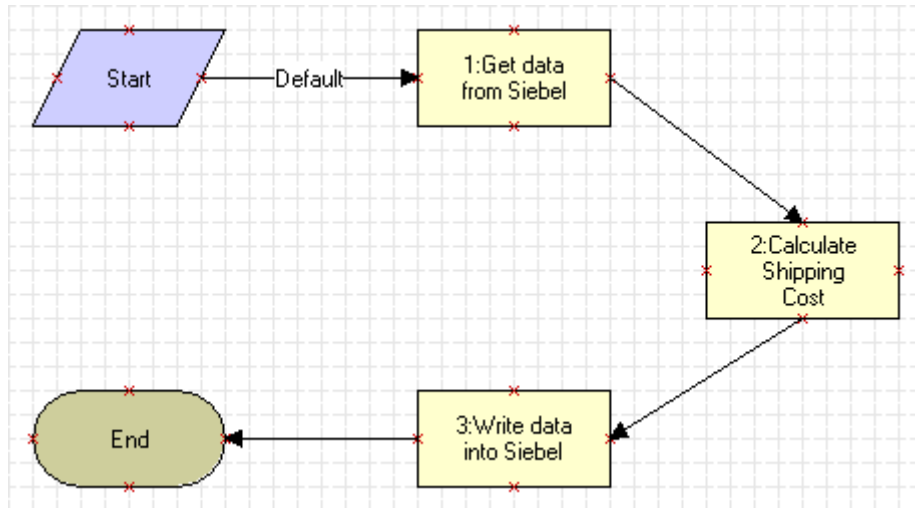 Start
Default
1:Get data
from Siebel
2:Calculate
Shipping
Cost
3:Write data
into Siebel
End